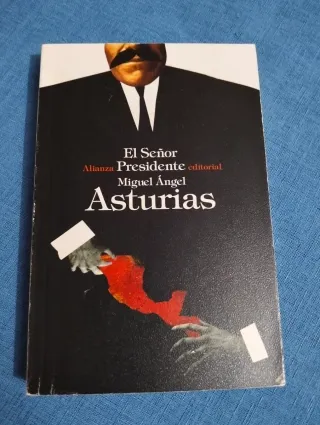 El Señor
Alianza Presidente editorial
Miguel Ángel
Asturias